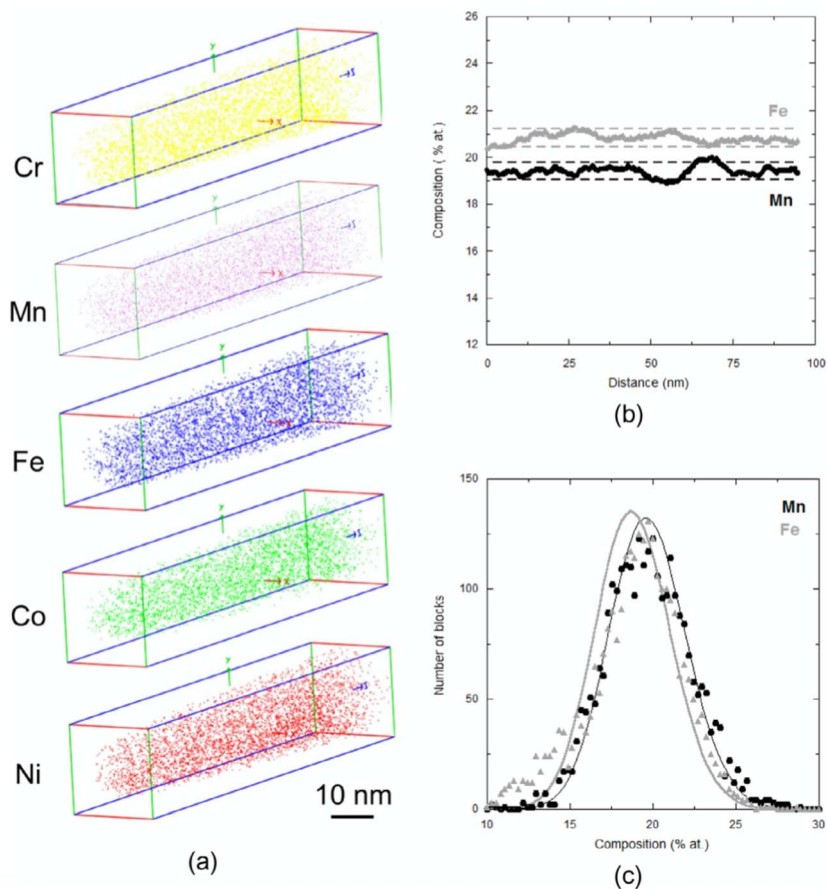 Cr
Mn
Fe
Co
Ni
y
x
y
x
y
x
y
x
y
10 nm
(a)
26
24
22
20
18
16
14
12
Composition ( % at.)
Fe
Mn
0
25
50
75
100
Distance (nm)
(b)
150
100
50
0
Number of blocks
Mn
Fe
10
15
20
25
30
Composition (% at.)
(c)